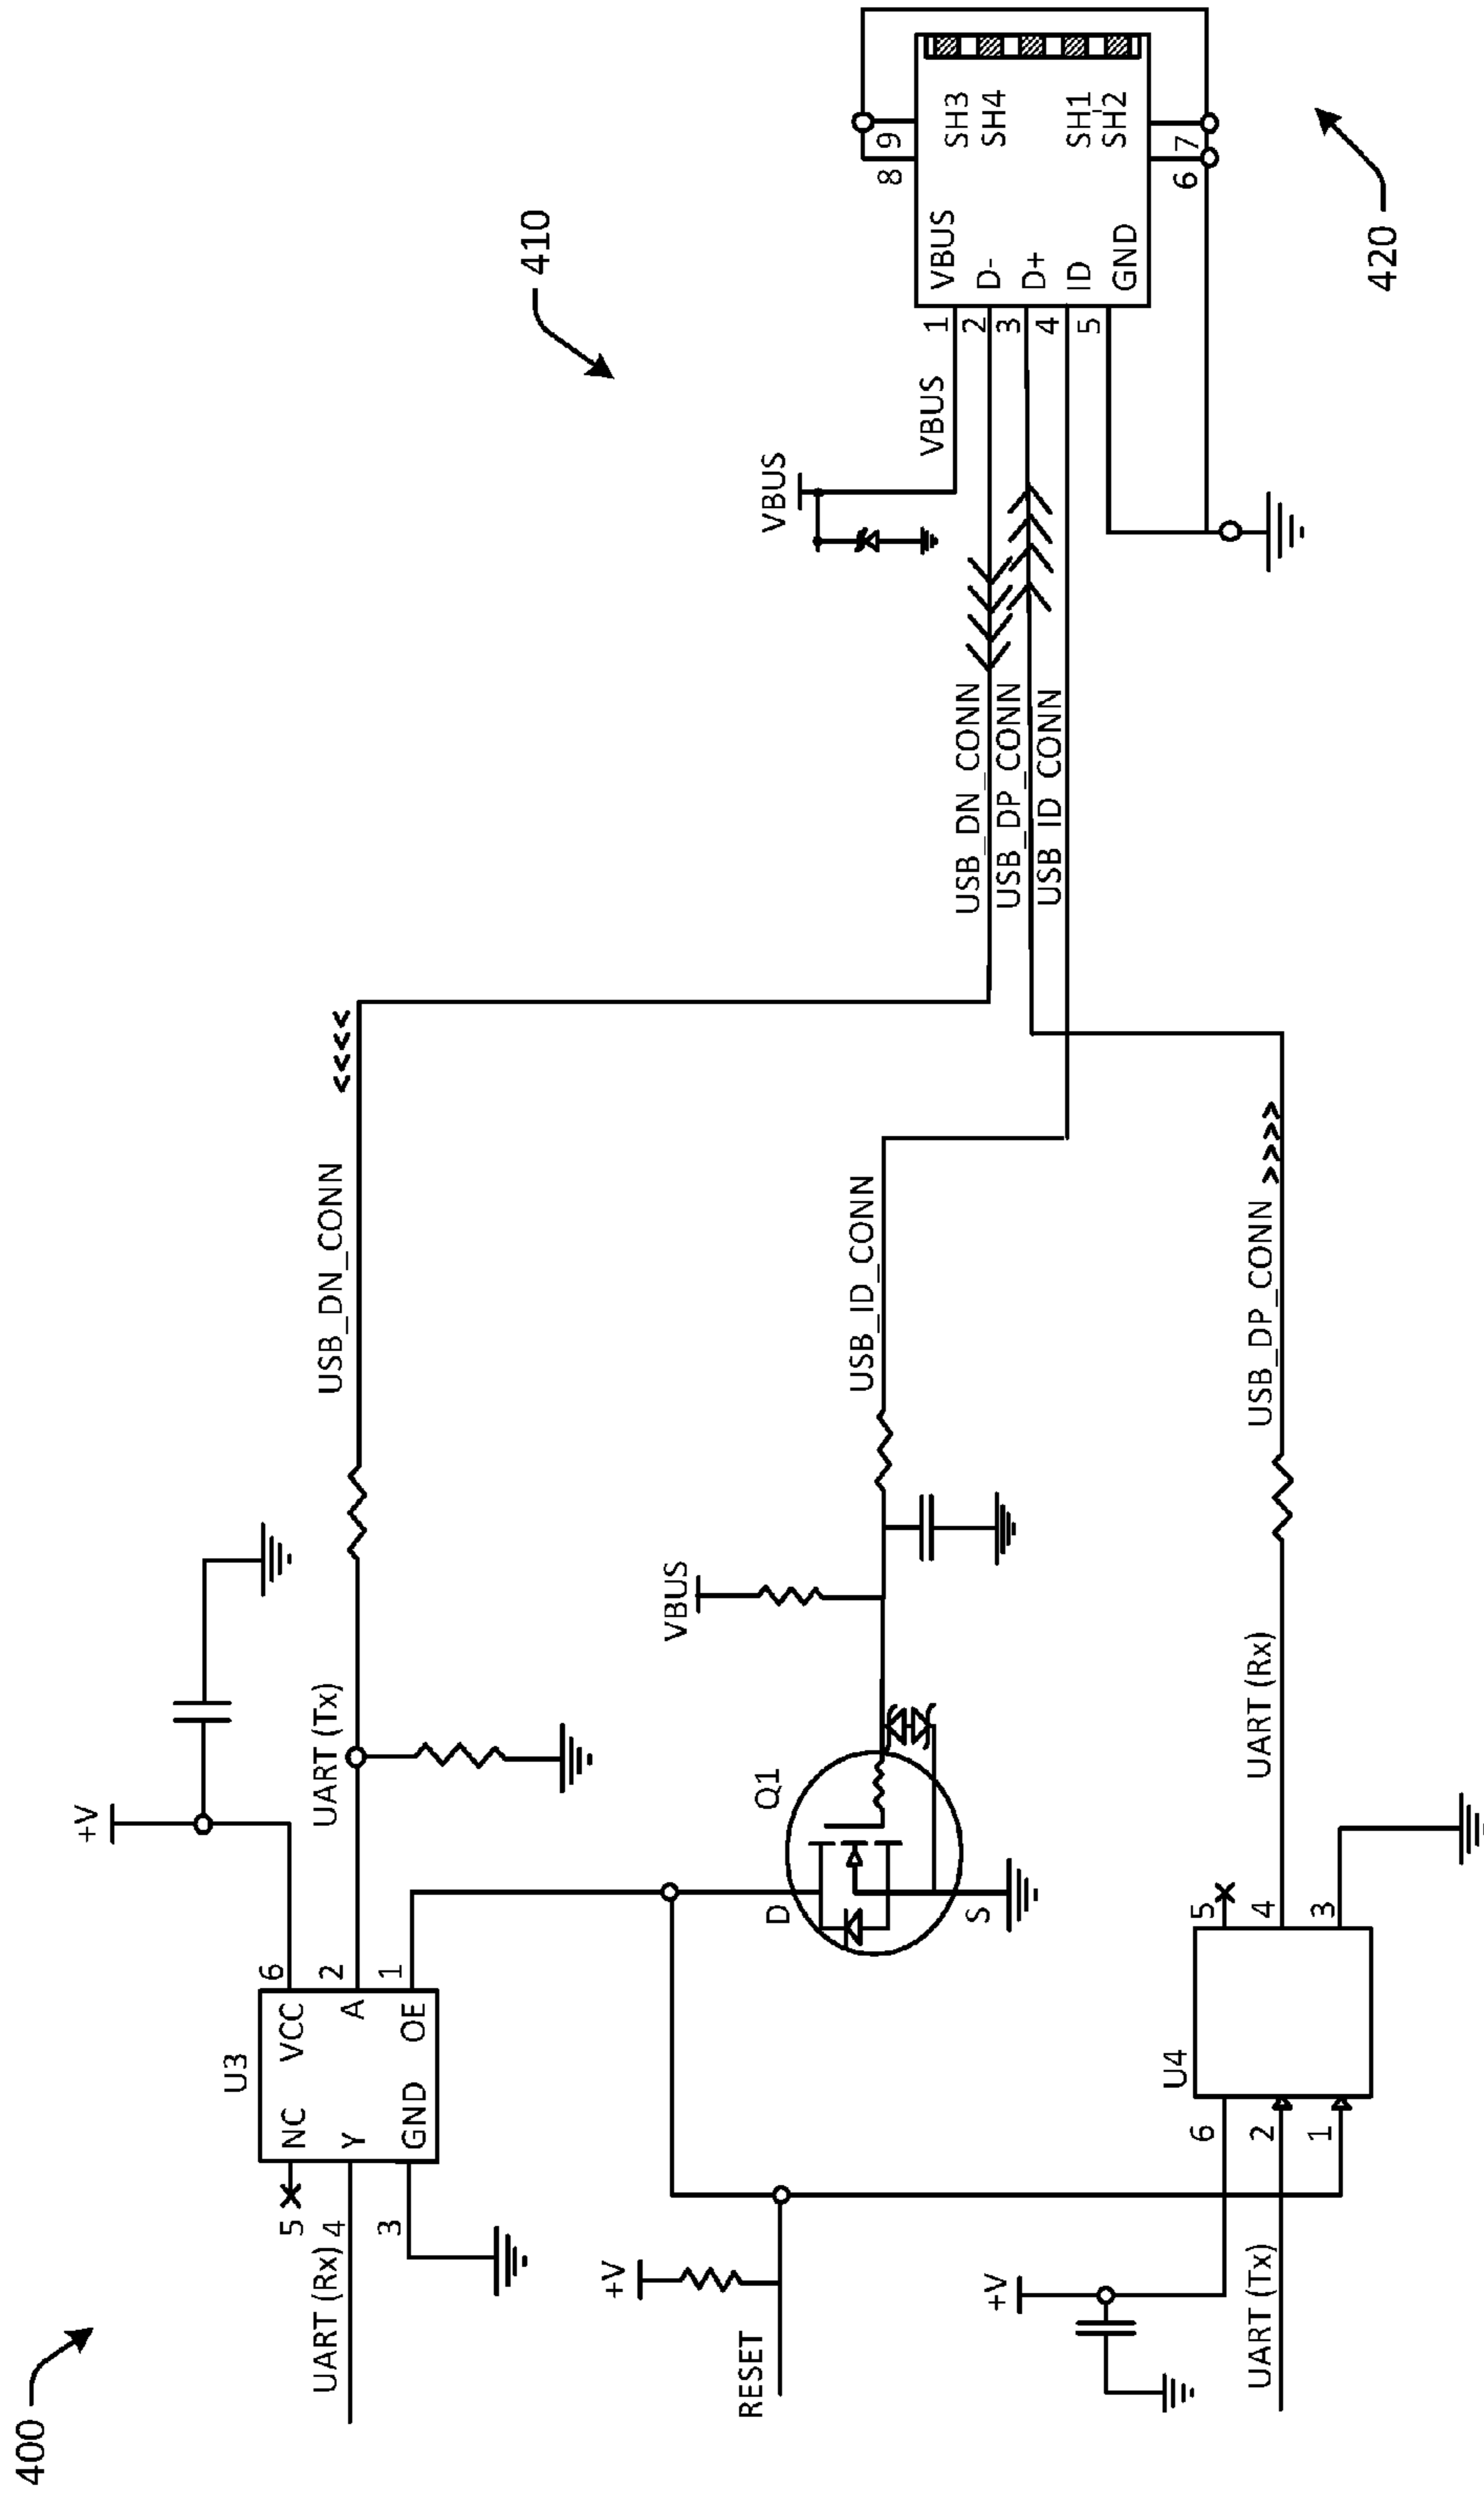 400
410
420
+V
U3
NC
VCC
Y
A
GND
OE
5
4
3
6
2
1
UART (Rx)
UART (Tx)
USB_DN_CONN
+V
RESET
Q1
D
S
VBUS
USB_ID_CONN
+V
U4
6
2
1
5
4
3
UART (Tx)
UART (Rx)
USB_DP_CONN
USB_DN_CONN
USB_DP_CONN
USB_ID_CONN
VBUS
VBUS
1
2
3
4
5
VBUS
D-
D+
ID
GND
8
9
SH3
SH4
SH1
SH2
6
7